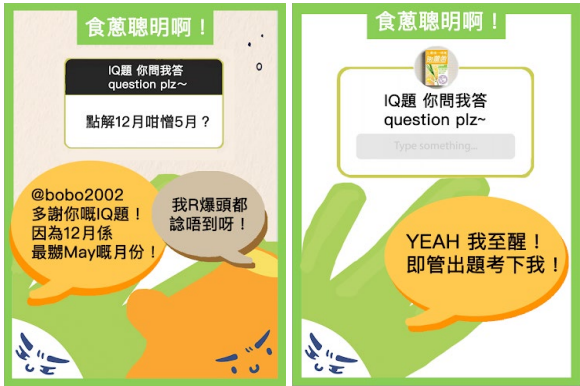 食蔥聰明啊！
IQ題 你問我答
question plz～
點解12月咁憎5月？
@bobo2002
多謝你嘅IQ題！
因為12月係
最嬲May嘅月份！
我R爆頭都
諗唔到呀！
食蔥聰明啊！
IQ題 你問我答
question plz~
Type something...
YEAH 我至醒！
即管出題考下我！